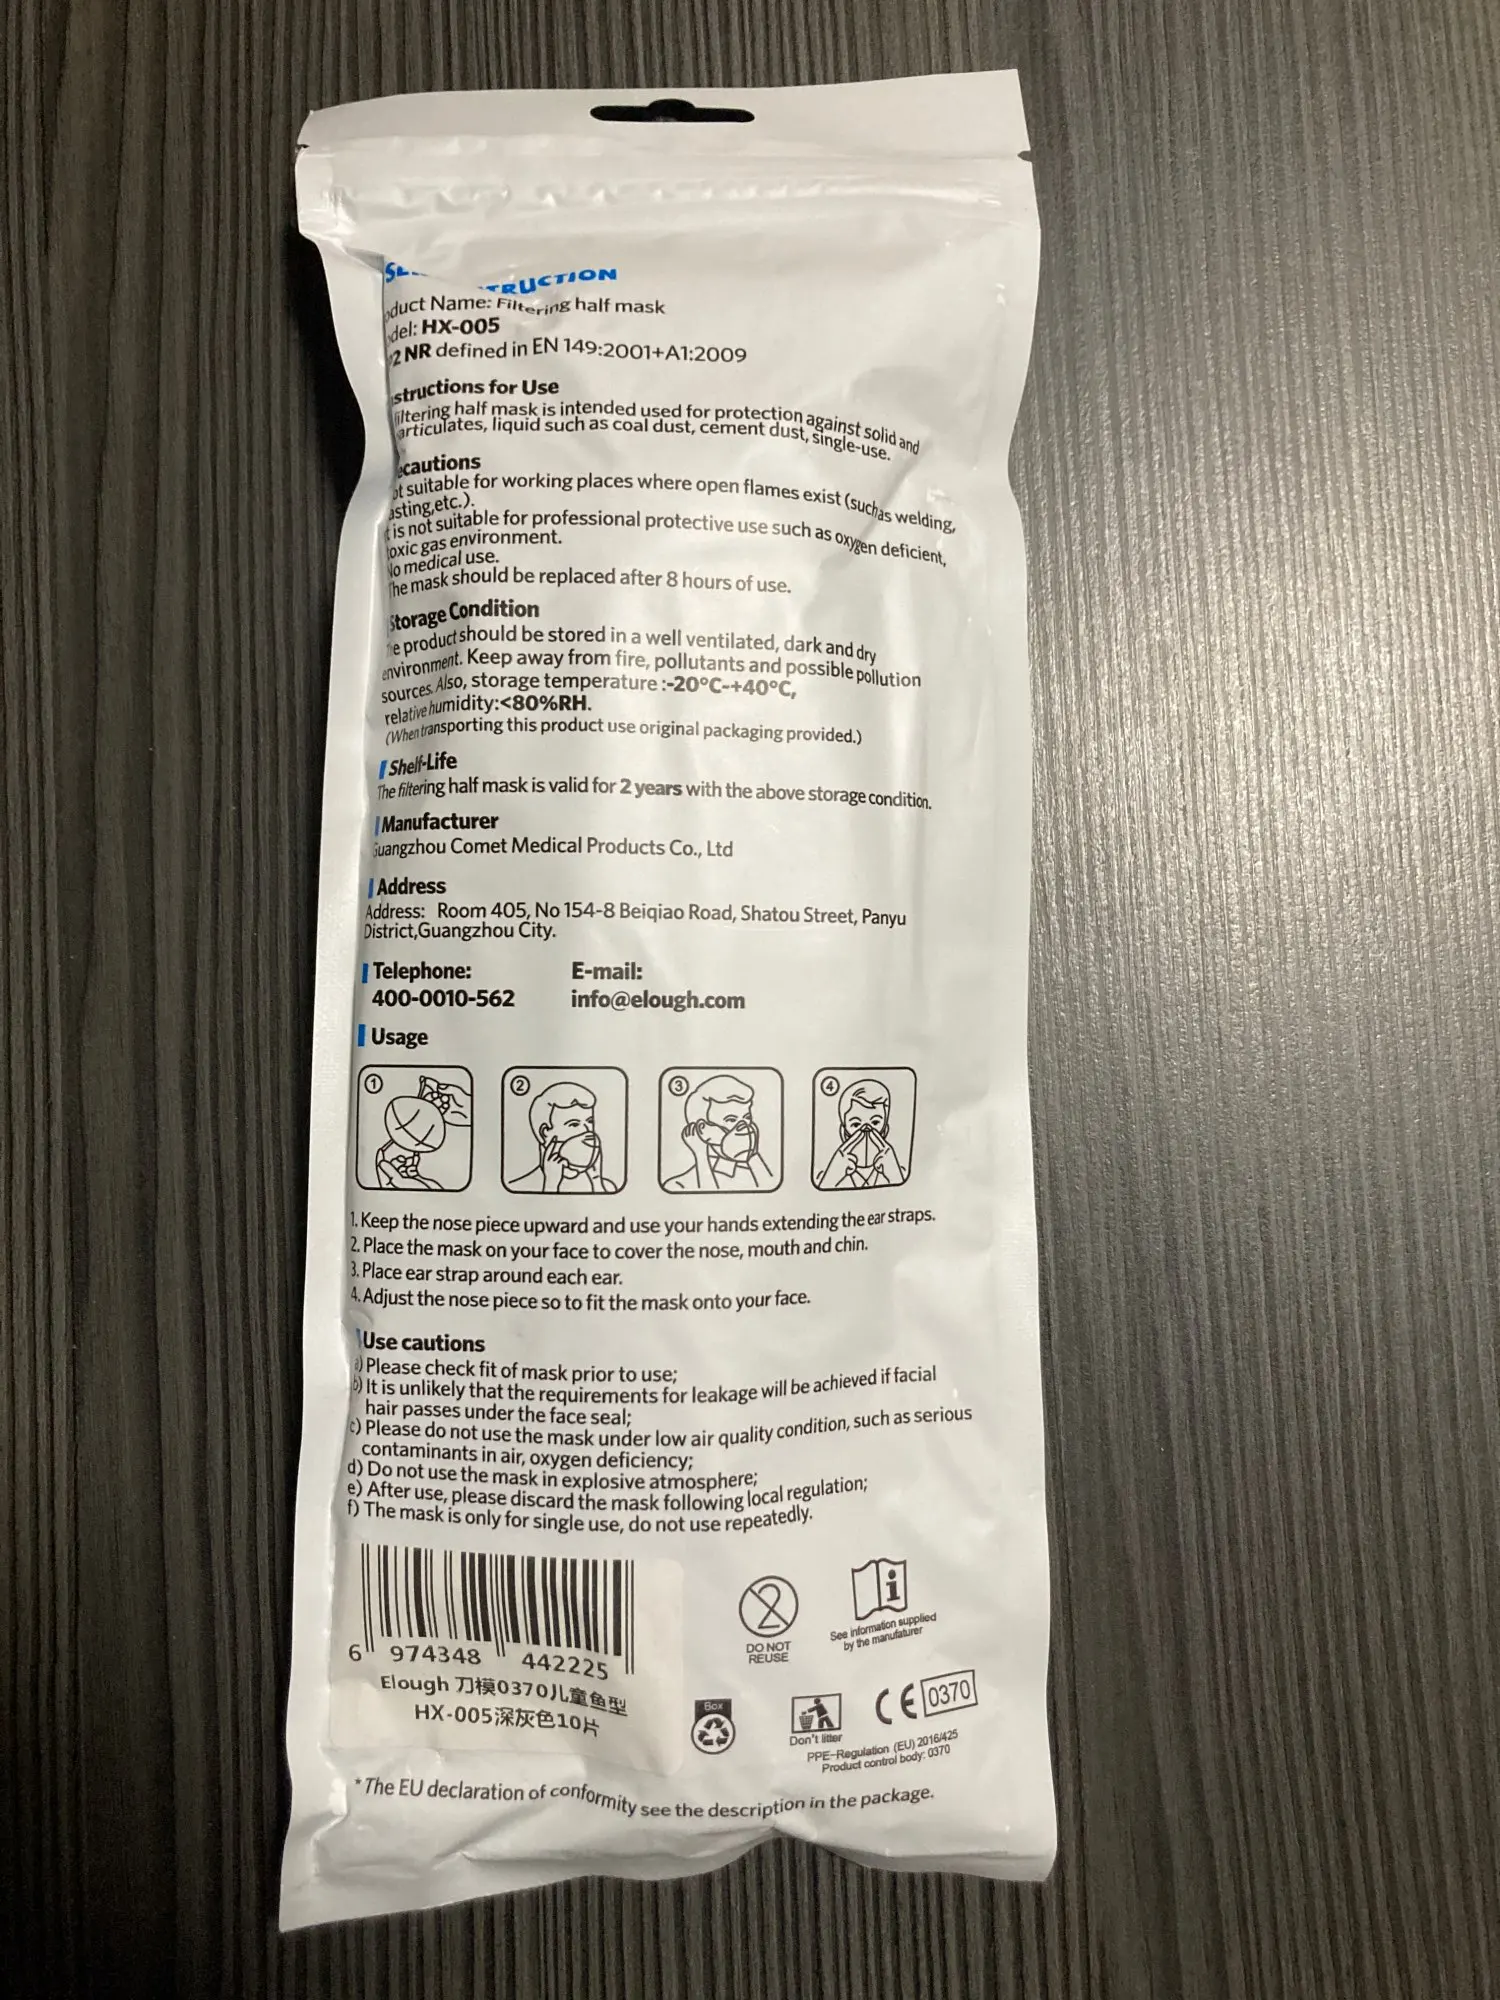 TRUCTION
duct Name: Filtering half mask
del: HX-005
2 NR defined in EN 149:2001+A1:2009
structions for Use
iltering half mask is intended used for protection against solid and
articulates, liquid such as coal dust, cement dust, single-use.
ecautions
ot suitable for working places where open flames exist (suchas welding,
asting,etc.).
t is not suitable for professional protective use such as oxygen deficient,
oxic gas environment.
No medical use.
he mask should be replaced after 8 hours of use.
Storage Condition
e product should be stored in a well ventilated, dark and dry
environment. Keep away from fire, pollutants and possible pollution
sources. Also, storage temperature :-20°C-+40°C,
relative humidity:<80%RH.
(When transporting this product use original packaging provided.)
Shelf-Life
The filtering half mask is valid for 2 years with the above storage condition.
Manufacturer
Guangzhou Comet Medical Products Co., Ltd
Address
Address: Room 405, No 154-8 Beiqiao Road, Shatou Street, Panyu
District,Guangzhou City.
Telephone: E-mail:
400-0010-562 info@elough.com
Usage
1 2 3 4
1. Keep the nose piece upward and use your hands extending the ear straps.
2. Place the mask on your face to cover the nose, mouth and chin.
3. Place ear strap around each ear.
4. Adjust the nose piece so to fit the mask onto your face.
Use cautions
a) Please check fit of mask prior to use;
b) It is unlikely that the requirements for leakage will be achieved if facial
hair passes under the face seal;
c) Please do not use the mask under low air quality condition, such as serious
contaminants in air, oxygen deficiency;
d) Do not use the mask in explosive atmosphere;
e) After use, please discard the mask following local regulation;
f) The mask is only for single use, do not use repeatedly.
6 974348 442225
Elough 刀模0370儿童鱼型
HX-005深灰色10片
2
DO NOT
REUSE
i
See information supplied
by the manufaturer
Box
Don't litter
CE 0370
PPE-Regulation (EU) 2016/425
Product control body: 0370
*The EU declaration of conformity see the description in the package.